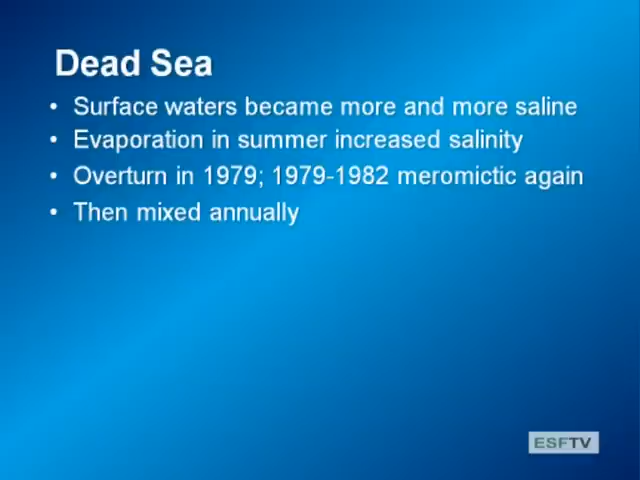 Dead Sea
• Surface waters became more and more saline
• Evaporation in summer increased salinity
• Overturn in 1979; 1979-1982 meromictic again
• Then mixed annually
ESFTV